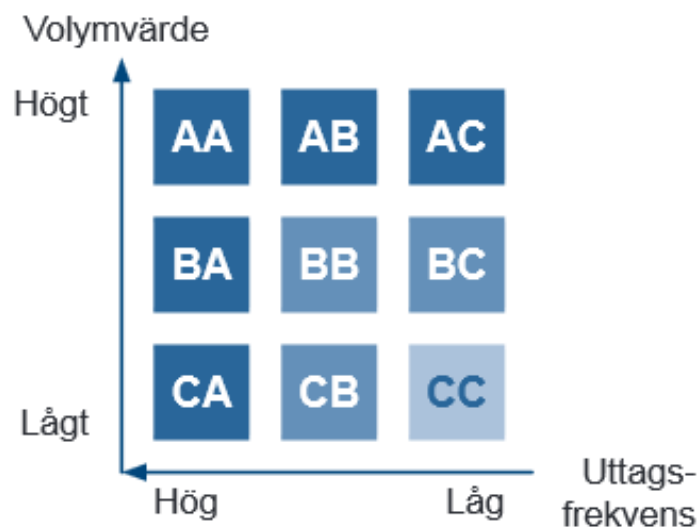 Volymvärde
Högt
AA AB AC
BA BB BC
CA CB CC
Lågt
Hög Låg
Uttags-
frekvens